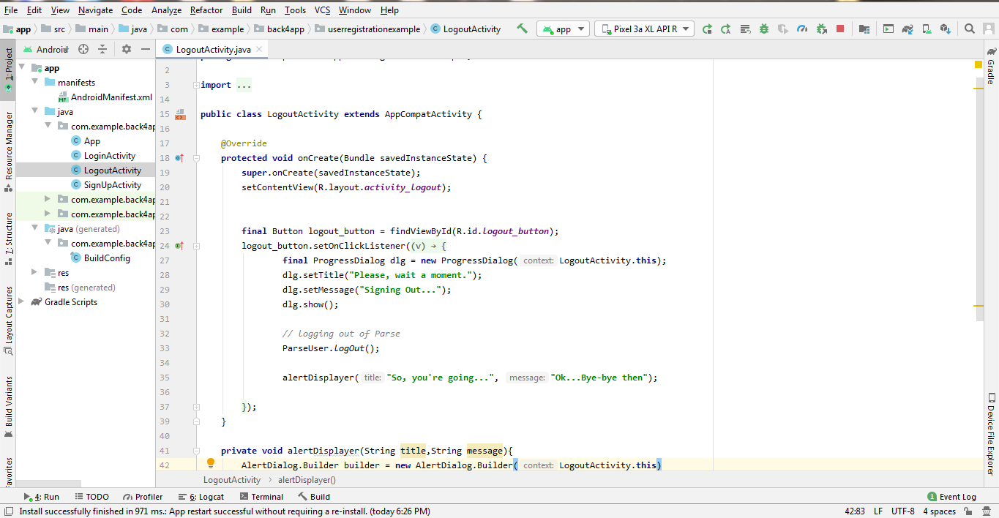 File Edit View Navigate Code Analyze Refactor Build Run Tools VCS Window Help
app src main java com example back4app userregistrationexample LogoutActivity app Pixel 3a XL API R
Android LogoutActivity.java
1: Project
Resource Manager
Z: Structure
Layout Captures
Build Variants
avorites
app
manifests
AndroidManifest.xml
java
com.example.back4ap
App
LoginActivity
LogoutActivity
SignUpActivity
com.example.back4ap
com.example.back4ap
java (generated)
com.example.back4ap
BuildConfig
res
res (generated)
Gradle Scripts
2
3 import ...
14
15 public class LogoutActivity extends AppCompatActivity {
16
17 @Override
18 protected void onCreate(Bundle savedInstanceState) {
19 super.onCreate(savedInstanceState);
20 setContentView(R.layout.activity_logout);
21
22
23 final Button logout_button = findViewById(R.id.logout_button);
24 logout_button.setOnClickListener((v) → {
27 final ProgressDialog dlg = new ProgressDialog( context: LogoutActivity.this);
28 dlg.setTitle("Please, wait a moment.");
29 dlg.setMessage("Signing Out...");
30 dlg.show();
31
32 // logging out of Parse
33 ParseUser.logOut();
34
35 alertDisplayer( title: "So, you're going...", message: "Ok...Bye-bye then");
36
37 });
39 }
40
41 private void alertDisplayer(String title,String message){
42 AlertDialog.Builder builder = new AlertDialog.Builder( context: LogoutActivity.this)
LogoutActivity alertDisplayer()
Gradle
Device File Explorer
4: Run TODO Profiler 6: Logcat Terminal Build 1 Event Log
Install successfully finished in 971 ms.: App restart successful without requiring a re-install. (today 6:26 PM) 42:83 LF UTF-8 4 spaces